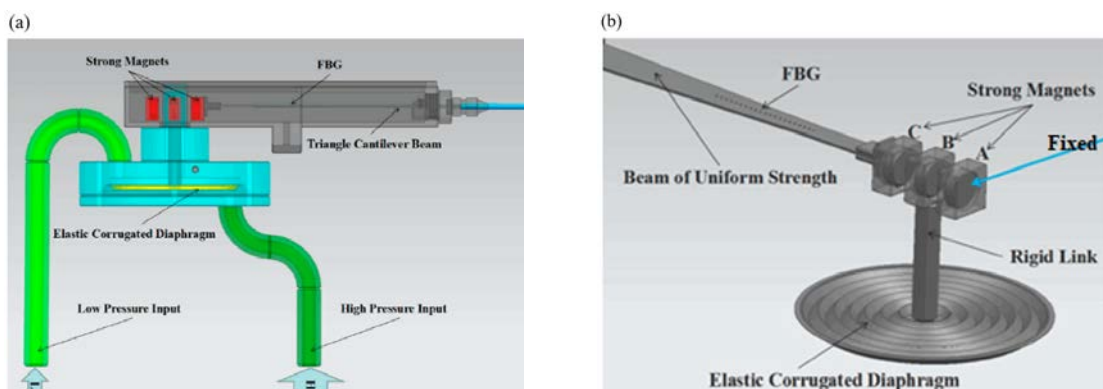 (a)
Strong Magnets
FBG
Triangle Cantilever Beam
Elastic Corrugated Diaphragm
Low Pressure Input
High Pressure Input
H
(b)
FBG
Strong Magnets
C
B
A
Fixed
Beam of Uniform Strength
Rigid Link
Elastic Corrugated Diaphragm